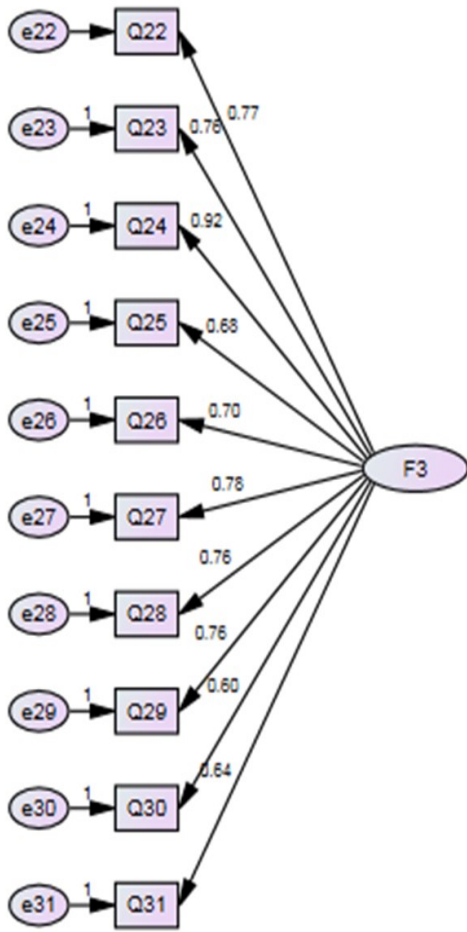 e22 1 Q22
0.77
e23 1 Q23 0.76
e24 1 Q24 0.92
e25 1 Q25 0.68
e26 1 Q26 0.70
F3
e27 1 Q27 0.78
0.76
e28 1 Q28
0.76
e29 1 Q29 0.60
0.64
e30 1 Q30
e31 1 Q31